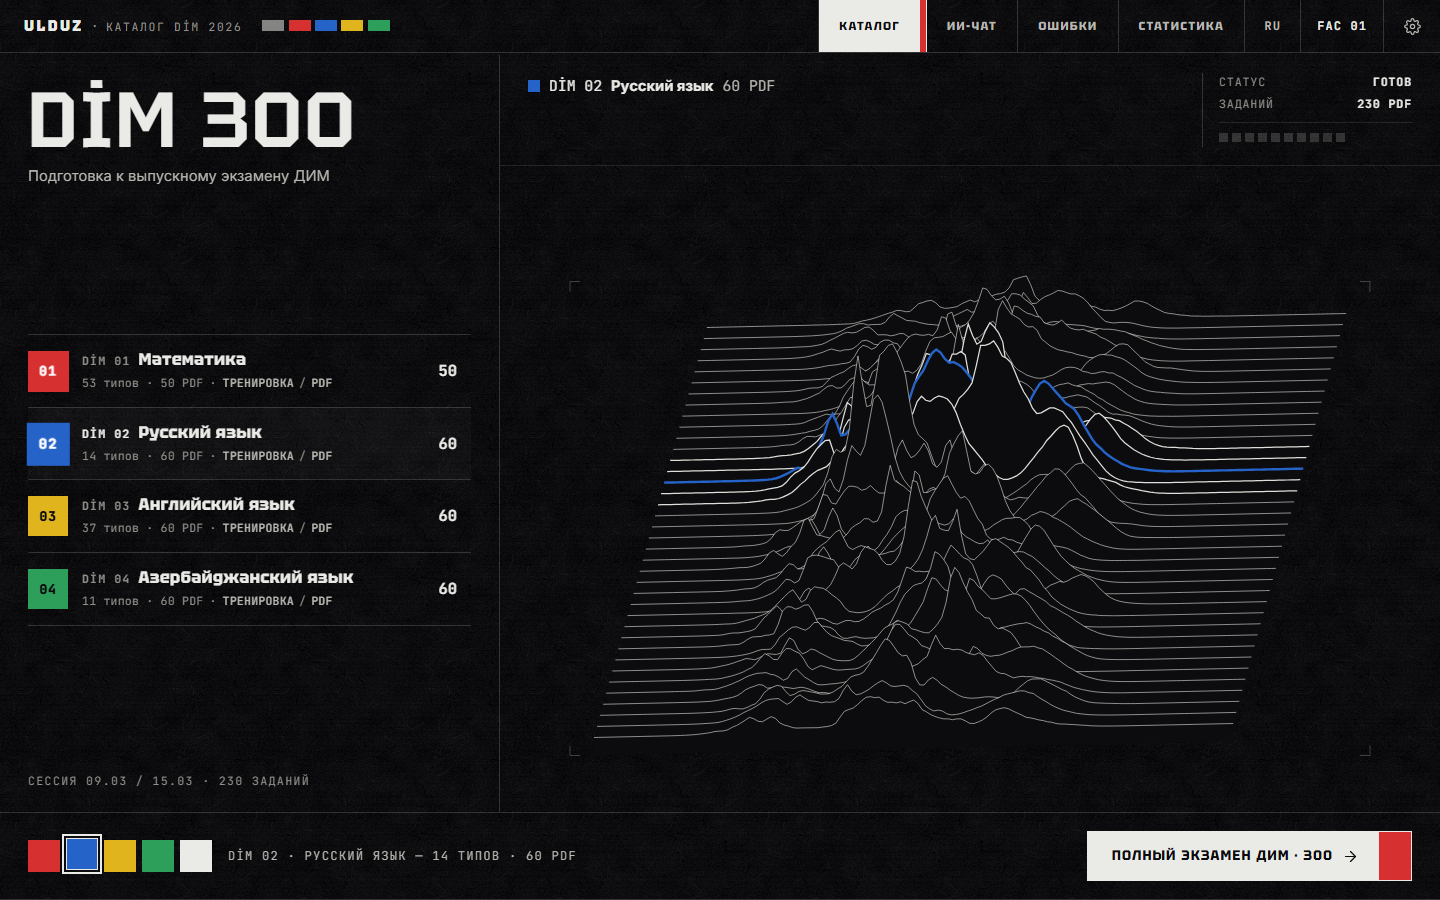 ULDUZ · КАТАЛОГ DİM 2026
КАТАЛОГ
ИИ-ЧАТ
ОШИБКИ
СТАТИСТИКА
RU
FAC 01
DİM 300
Подготовка к выпускному экзамену ДИМ
DİM 02 Русский язык 60 PDF
СТАТУС ГОТОВ
ЗАДАНИЙ 230 PDF
01 DİM 01 Математика 50
53 типов · 50 PDF · ТРЕНИРОВКА / PDF
02 DİM 02 Русский язык 60
14 типов · 60 PDF · ТРЕНИРОВКА / PDF
03 DİM 03 Английский язык 60
37 типов · 60 PDF · ТРЕНИРОВКА / PDF
04 DİM 04 Азербайджанский язык 60
11 типов · 60 PDF · ТРЕНИРОВКА / PDF
СЕССИЯ 09.03 / 15.03 · 230 ЗАДАНИЙ
DİM 02 · РУССКИЙ ЯЗЫК — 14 ТИПОВ · 60 PDF
ПОЛНЫЙ ЭКЗАМЕН ДИМ · 300 →